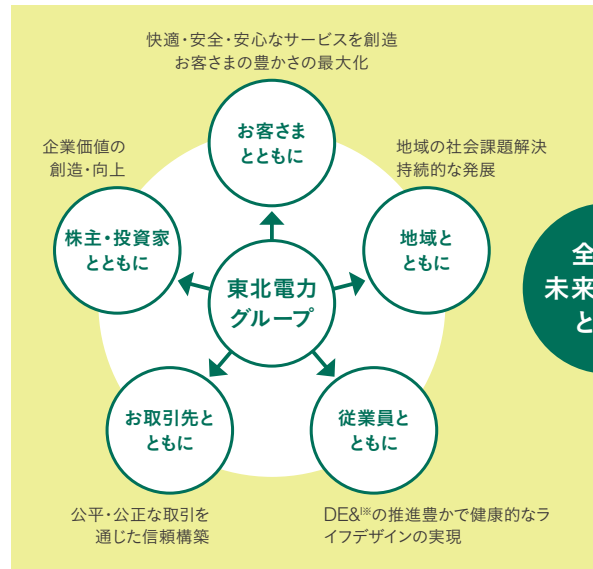 快適・安全・安心なサービスを創造
お客さまの豊かさの最大化
お客さま
とともに
企業価値の
創造・向上
地域の社会課題解決
持続的な発展
株主・投資家
とともに
地域と
ともに
東北電力
グループ
全
未来
と
お取引先と
ともに
従業員と
ともに
公平・公正な取引を
通じた信頼構築
DE&I※の推進豊かで健康的なラ
イフデザインの実現